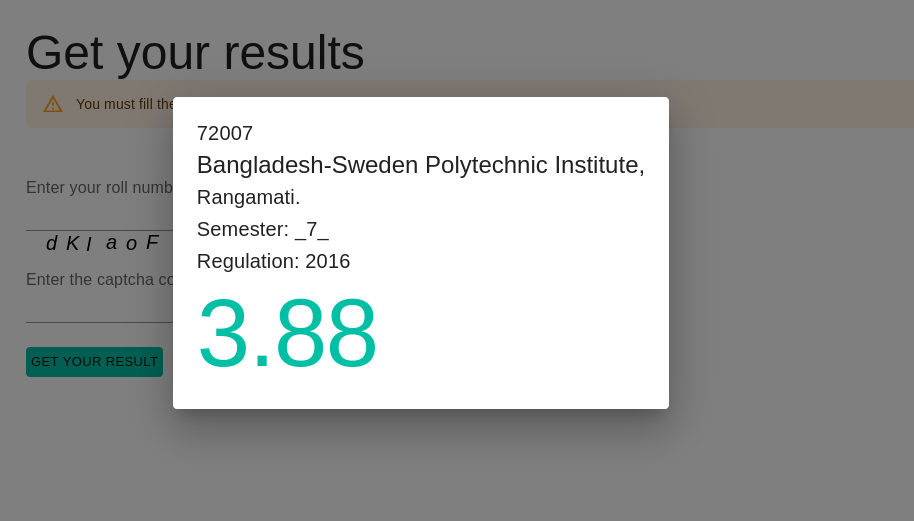 Get your results
You must fill the
72007
Bangladesh-Sweden Polytechnic Institute,
Rangamati.
Semester: _7_
Regulation: 2016
3.88
Enter your roll numb
d K I a o F
Enter the captcha co
GET YOUR RESULT